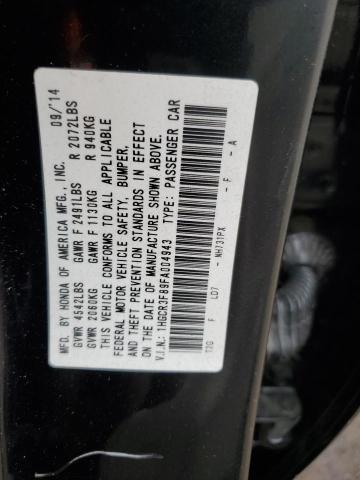 MFD. BY HONDA OF AMERICA MFG., INC. 09/'14
GVWR 4542LBS GAWR F 2491LBS R 2072LBS
GVWR 2060KG GAWR F 1130KG R 940KG
THIS VEHICLE CONFORMS TO ALL APPLICABLE
FEDERAL MOTOR VEHICLE SAFETY, BUMPER,
AND THEFT PREVENTION STANDARDS IN EFFECT
ON THE DATE OF MANUFACTURE SHOWN ABOVE.
V.I.N.: 1HGCR3F89FA004943 TYPE: PASSENGER CAR
T2G F LD7 - NH731PX - F - A